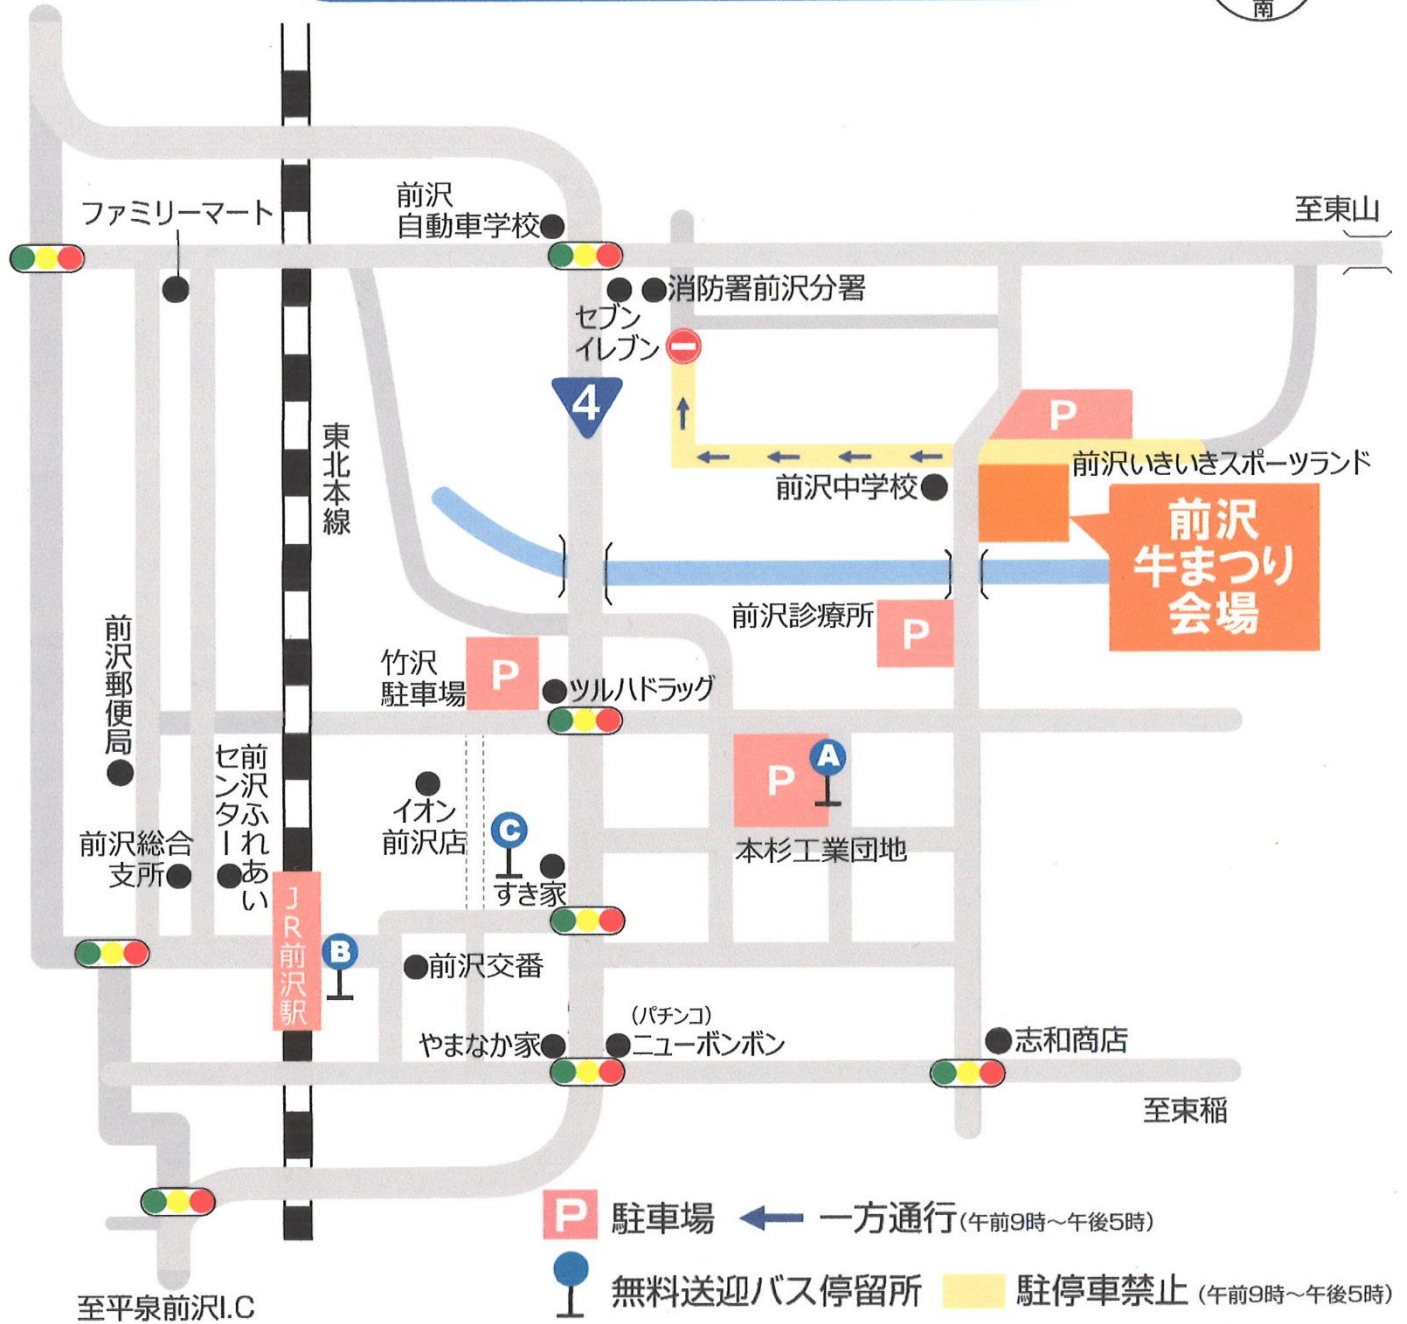 南
ファミリーマート
前沢
自動車学校
至東山
消防署前沢分署
セブン
イレブン
4
P
東北本線
前沢いきいきスポーツランド
前沢中学校
前沢
牛まつり
会場
前沢診療所
P
前沢郵便局
竹沢
駐車場
P
ツルハドラッグ
前沢ふれあい
センター
P
A
イオン
前沢店
C
本杉工業団地
前沢総合
支所
すき家
JR前沢駅
B
前沢交番
(パチンコ)
やまなか家
ニューボンボン
志和商店
至東稲
P 駐車場 一方通行(午前9時～午後5時)
無料送迎バス停留所 駐停車禁止 (午前9時～午後5時)
至平泉前沢I.C